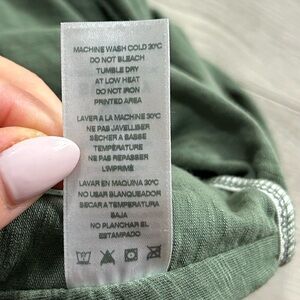 MACHINE WASH COLD 30°C
DO NOT BLEACH
TUMBLE DRY
AT LOW HEAT
DO NOT IRON
PRINTED AREA
LAVER A LA MACHINE 30°C
NE PAS JAVELLISER
SÉCHER A BASSE
TEMPÉRATURE
NE PAS REPASSER
L'IMPRIMÉ
LAVAR EN MAQUINA 30°C
NO USAR BLANQUEADOR
SECAR A TEMPERATURA
BAJA
NO PLANCHAR EL
ESTAMPADO